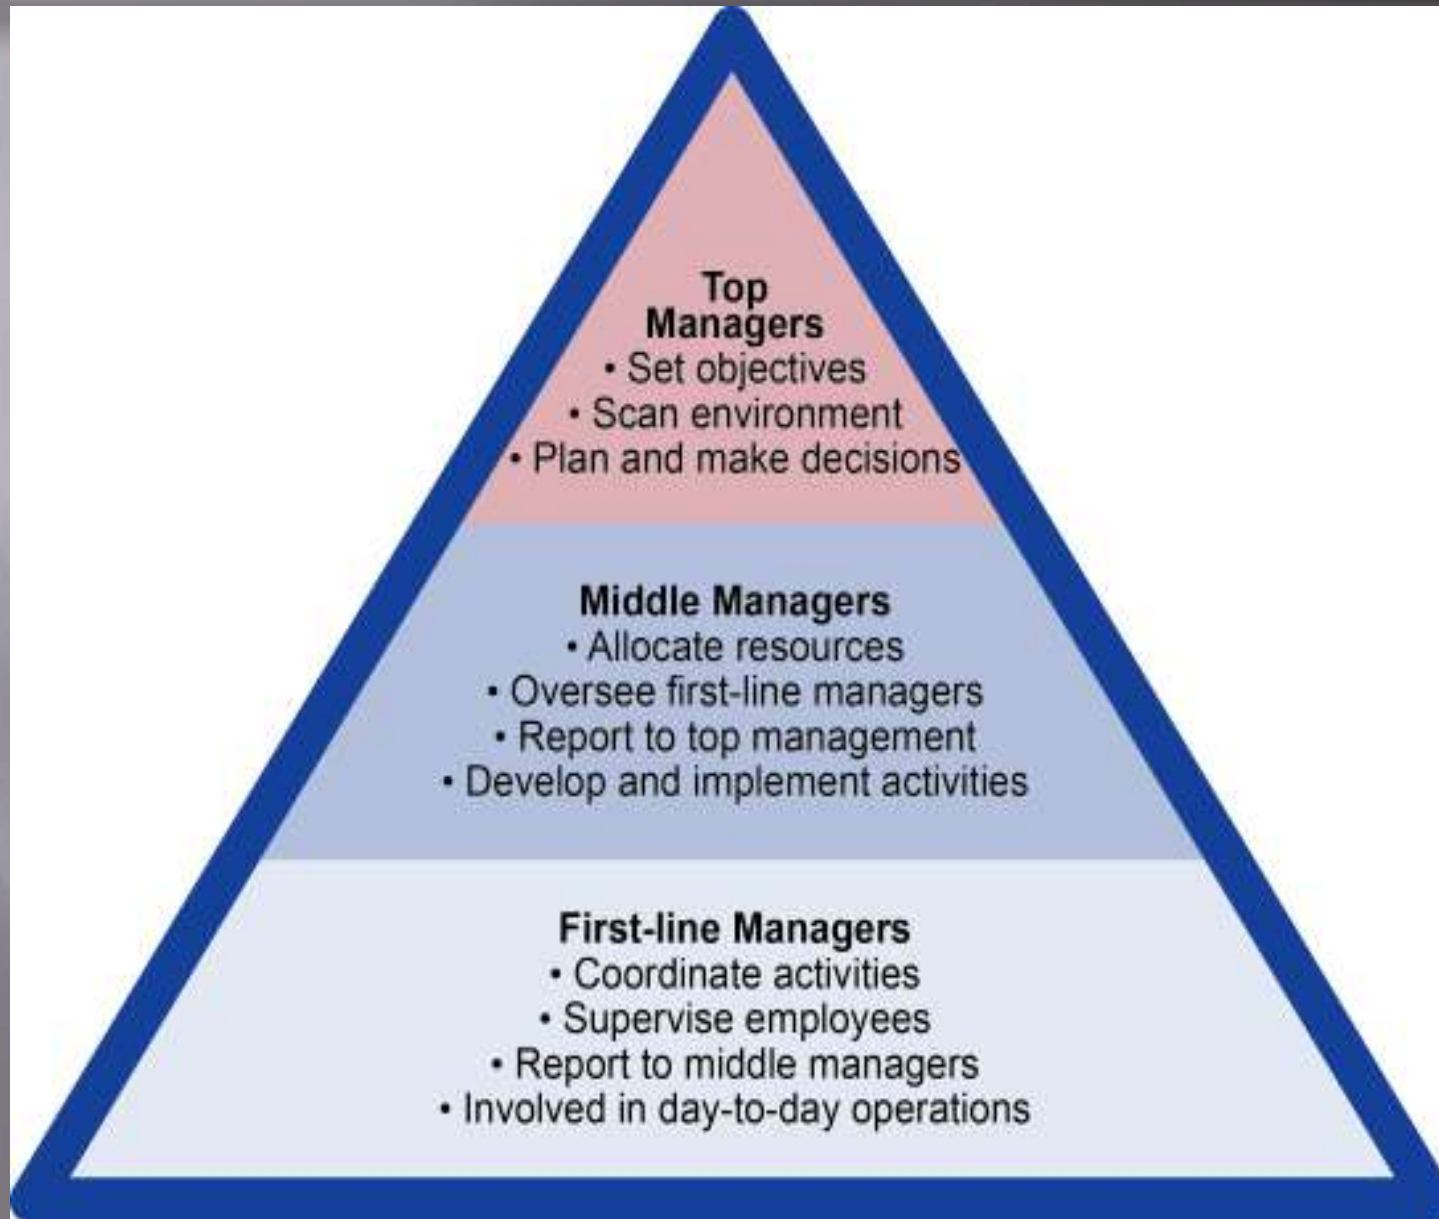 Top
Managers
• Set objectives
• Scan environment
• Plan and make decisions
Middle Managers
• Allocate resources
• Oversee first-line managers
• Report to top management
• Develop and implement activities
First-line Managers
• Coordinate activities
• Supervise employees
• Report to middle managers
• Involved in day-to-day operations